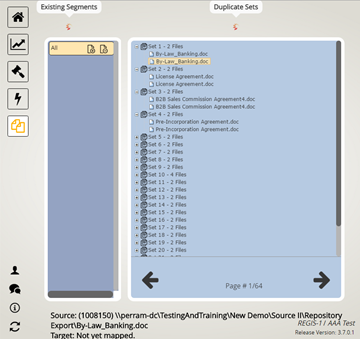 Existing Segments
Duplicate Sets
All
Set 1 - 2 Files
By-Law_Banking.doc
By-Law_Banking.doc
Set 2 - 2 Files
License Agreement.doc
License Agreement.doc
Set 3 - 2 Files
B2B Sales Commission Agreement4.doc
B2B Sales Commission Agreement4.doc
Set 4 - 2 Files
Pre-Incorporation Agreement.doc
Pre-Incorporation Agreement.doc
Set 5 - 2 Files
Set 6 - 2 Files
Set 7 - 2 Files
Set 8 - 2 Files
Set 9 - 2 Files
Set 10 - 4 Files
Set 11 - 2 Files
Set 12 - 2 Files
Set 13 - 2 Files
Set 14 - 2 Files
Set 15 - 2 Files
Set 16 - 2 Files
Set 17 - 2 Files
Set 18 - 2 Files
Set 19 - 2 Files
Set 20 - 2 Files
Page # 1/64
Source: (1008150) \\perram-dc\TestingAndTraining\New Demo\Source II\Repository
Export\By-Law_Banking.doc
Target: Not yet mapped.
REGIS-1 / AAA Test
Release Version: 3.7.0.1